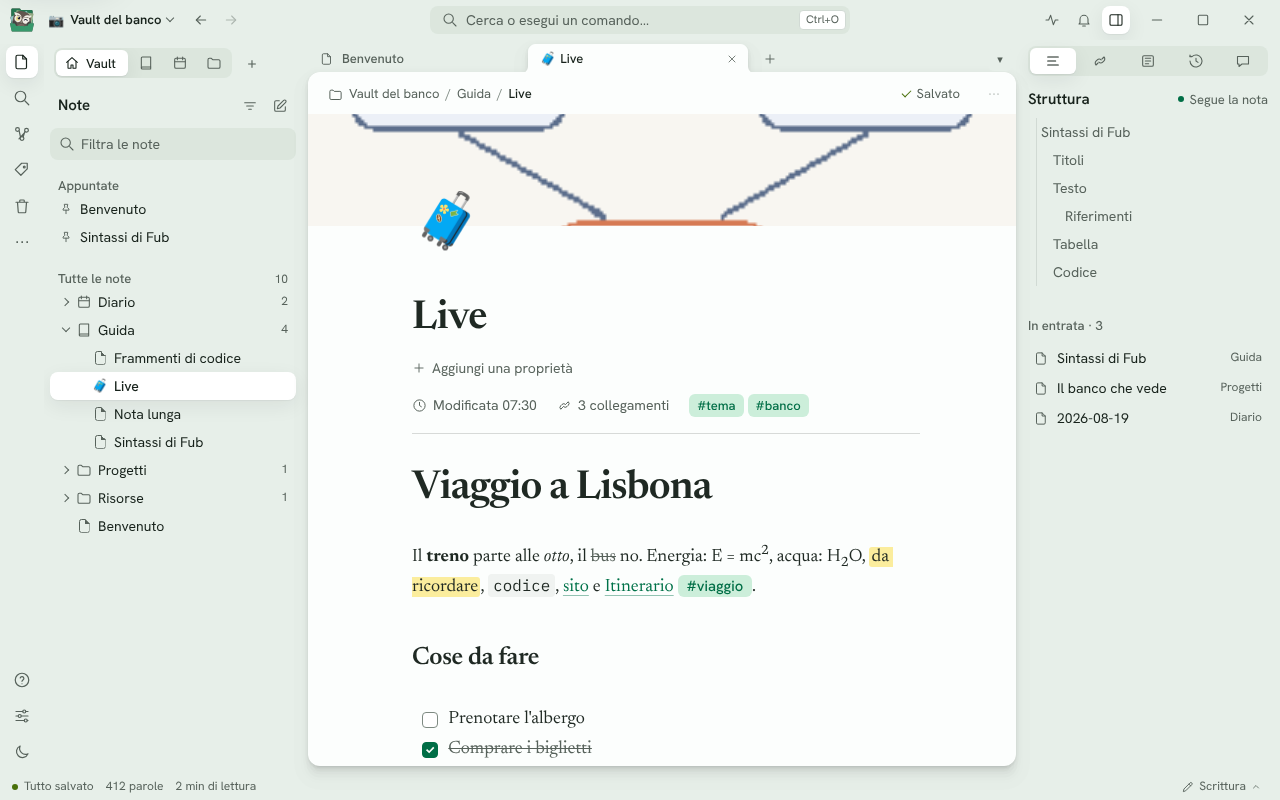 Vault del banco
Cerca o esegui un comando...
Ctrl+O
Vault
Note
Filtra le note
Appuntate
Benvenuto
Sintassi di Fub
Tutte le note 10
Diario 2
Guida 4
Frammenti di codice
Live
Nota lunga
Sintassi di Fub
Progetti 1
Risorse 1
Benvenuto
Benvenuto
Live
Vault del banco / Guida / Live
Salvato
Live
Aggiungi una proprietà
Modificata 07:30 3 collegamenti #tema #banco
Viaggio a Lisbona
Il treno parte alle otto, il bus no. Energia: E = mc², acqua: H₂O, da
ricordare, codice, sito e Itinerario #viaggio.
Cose da fare
Prenotare l'albergo
Comprare i biglietti
Struttura
Segue la nota
Sintassi di Fub
Titoli
Testo
Riferimenti
Tabella
Codice
In entrata · 3
Sintassi di Fub Guida
Il banco che vede Progetti
2026-08-19 Diario
Tutto salvato 412 parole 2 min di lettura
Scrittura